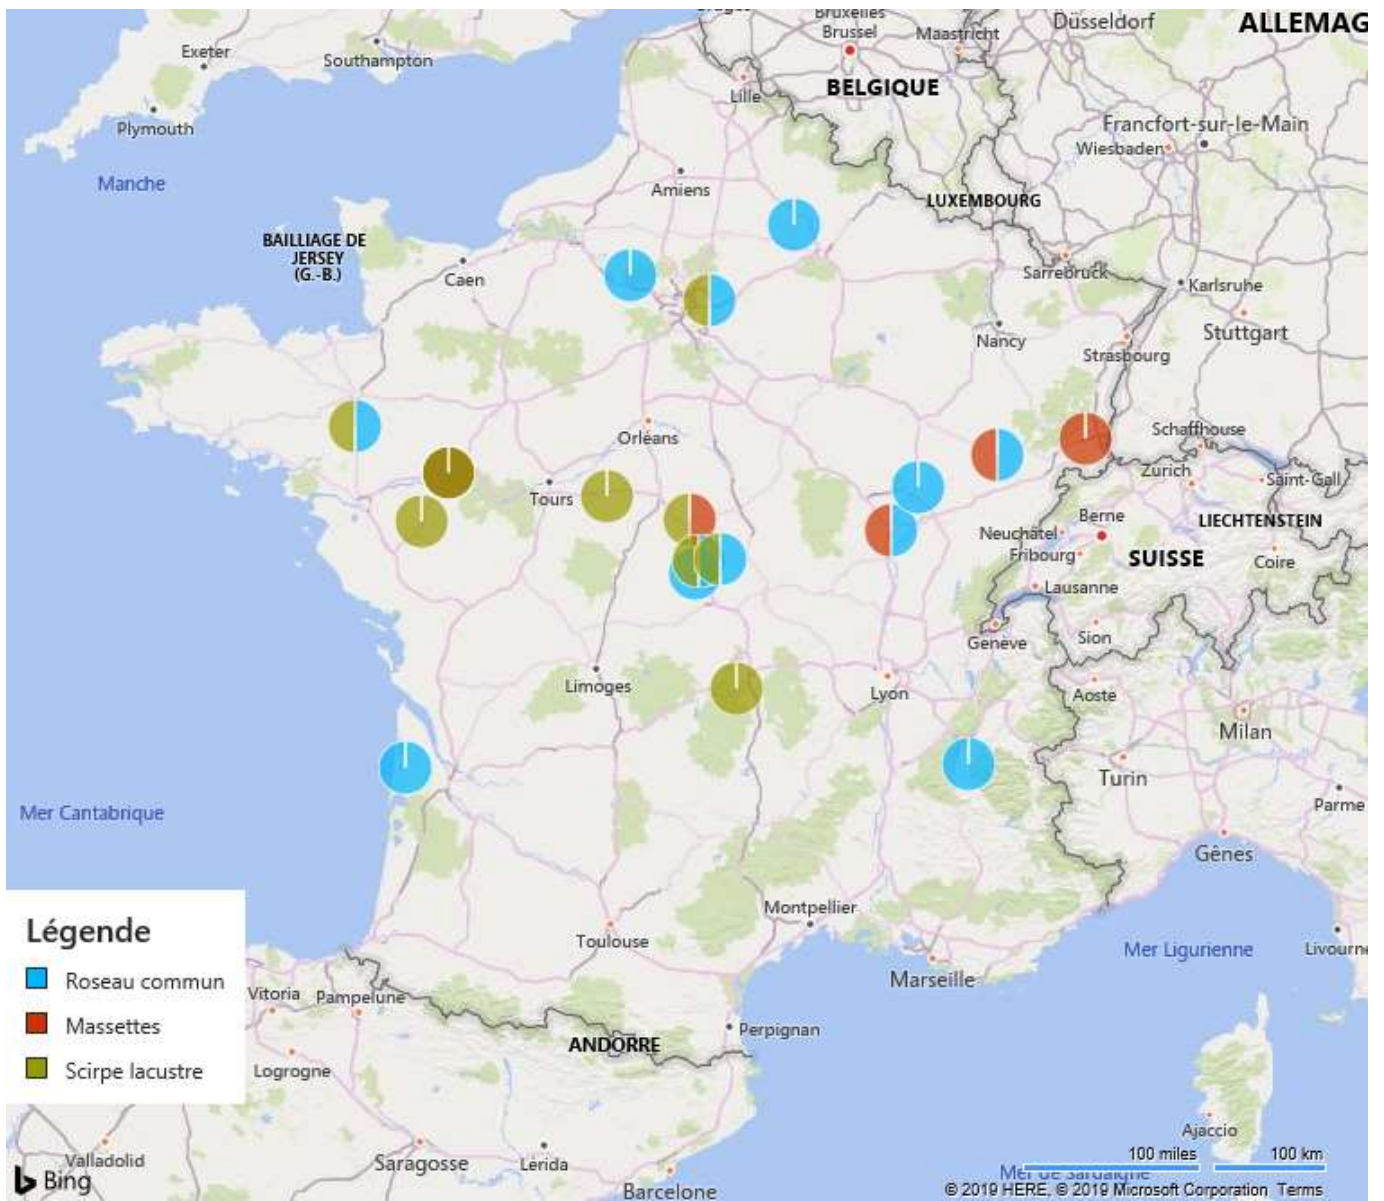 Bruxelles
Düsseldorf
ALLEMAG
Exeter
Southampton
Brussel
Maastricht
Lille
BELGIQUE
Plymouth
Francfort-sur-le-Main
Wiesbaden
Manche
Amiens
LUXEMBOURG
BAILLIAGE DE
JERSEY
(G.-B.)
Caen
Sarrebruck
Karlsruhe
Nancy
Strasbourg
Stuttgart
Orléans
Schaffhouse
Zurich
Saint-Gall
Tours
Berne
LIECHTENSTEIN
Neuchâtel
Fribourg
SUISSE
Coire
Lausanne
Genève
Sion
Limoges
Lyon
Aoste
Milan
Turin
Parme
Mer Cantabrique
Gênes
Montpellier
Toulouse
Marseille
Mer Ligurienne
Livourne
Légende
Roseau commun
Massettes
Scirpe lacustre
Vitoria
Pampelune
Perpignan
ANDORRE
Logrogne
Ajaccio
Valladolid
Saragosse
Lérida
Barcelone
Bing
100 miles
100 km
Mer de Sardaigne
© 2019 HERE, © 2019 Microsoft Corporation Terms